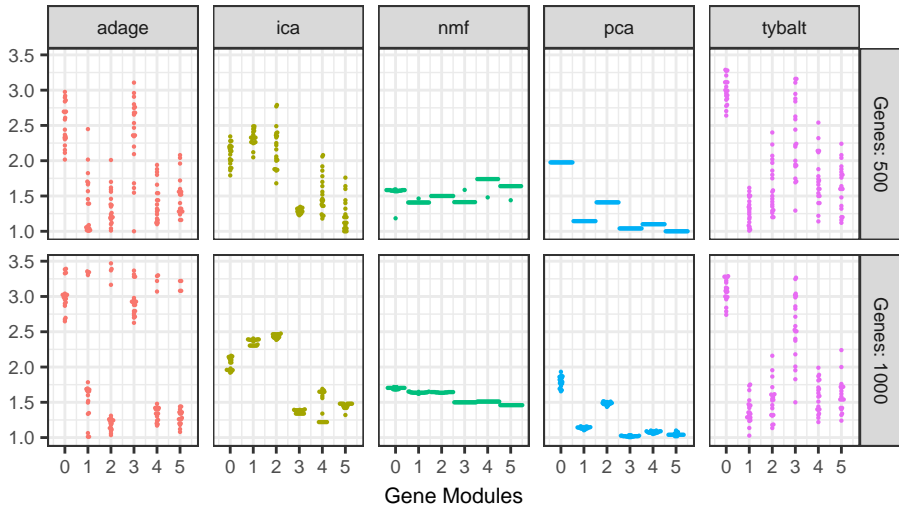 adage ica nmf pca tybalt
3.5
3.0
2.5
2.0
1.5
1.0
Genes: 500
3.5
3.0
2.5
2.0
1.5
1.0
Genes: 1000
0 1 2 3 4 5 0 1 2 3 4 5 0 1 2 3 4 5 0 1 2 3 4 5 0 1 2 3 4 5
Gene Modules